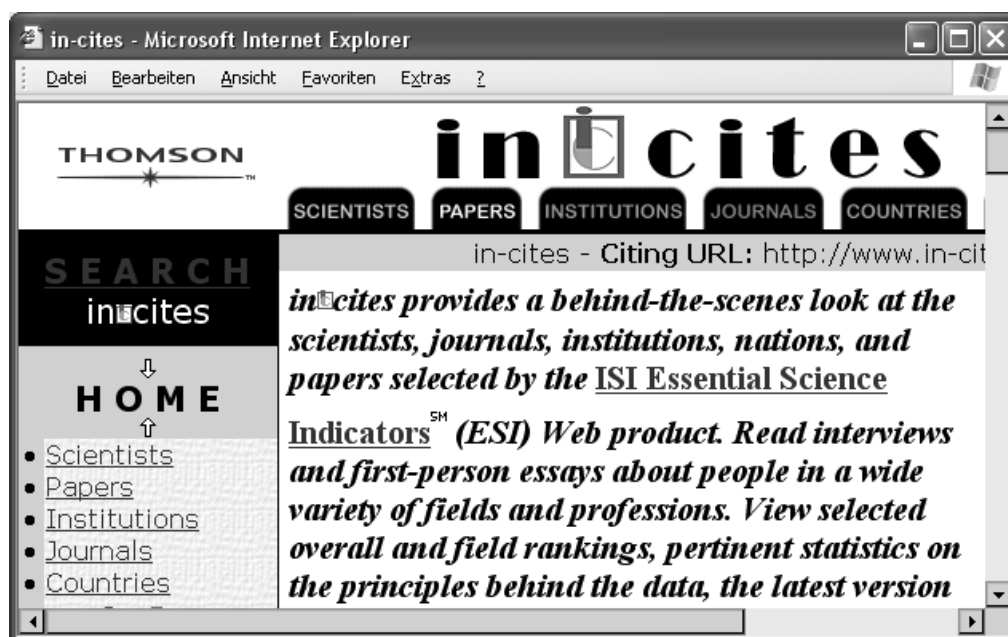 in-cites - Microsoft Internet Explorer
Datei Bearbeiten Ansicht Favoriten Extras ?
THOMSON TM
in cites
SCIENTISTS PAPERS INSTITUTIONS JOURNALS COUNTRIES
in-cites - Citing URL: http://www.in-cit
SEARCH
in cites
HOME
Scientists
Papers
Institutions
Journals
Countries
in cites provides a behind-the-scenes look at the
scientists, journals, institutions, nations, and
papers selected by the ISI Essential Science
Indicators SM (ESI) Web product. Read interviews
and first-person essays about people in a wide
variety of fields and professions. View selected
overall and field rankings, pertinent statistics on
the principles behind the data, the latest version